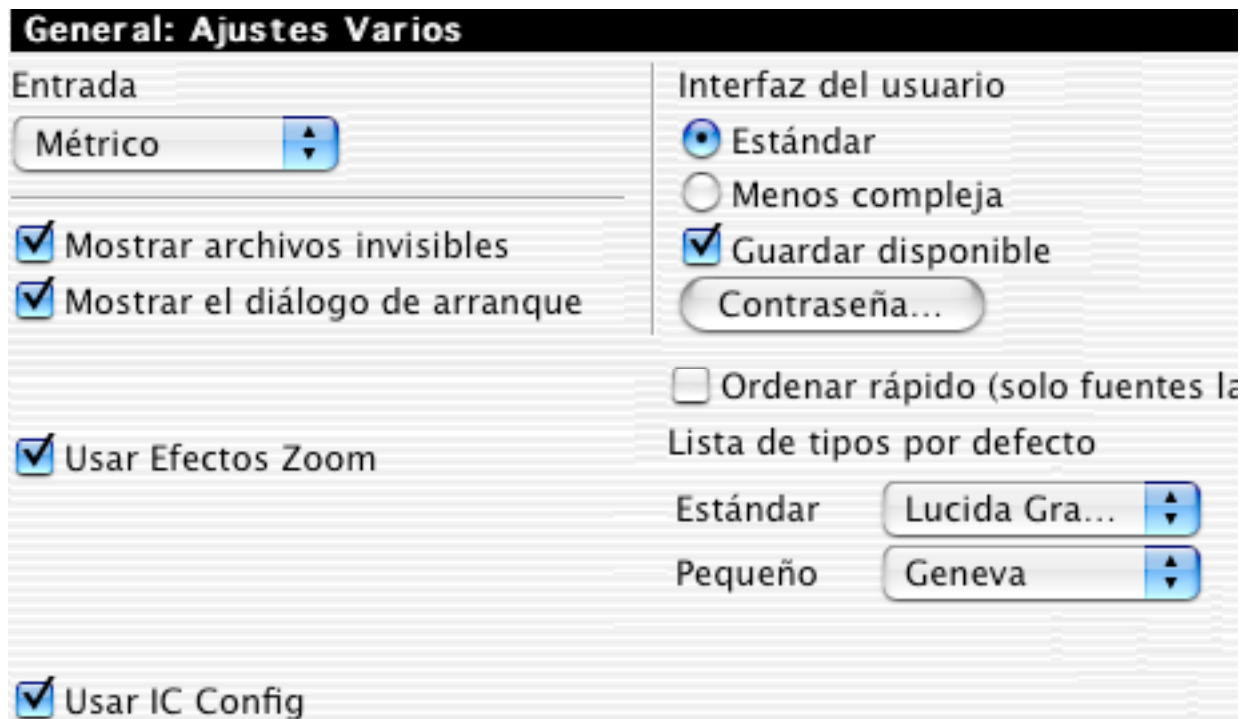 General: Ajustes Varios
Entrada
Métrico
Mostrar archivos invisibles
Mostrar el diálogo de arranque
Usar Efectos Zoom
Usar IC Config
Interfaz del usuario
Estándar
Menos compleja
Guardar disponible
Contraseña...
Ordenar rápido (solo fuentes la
Lista de tipos por defecto
Estándar Lucida Gra...
Pequeño Geneva